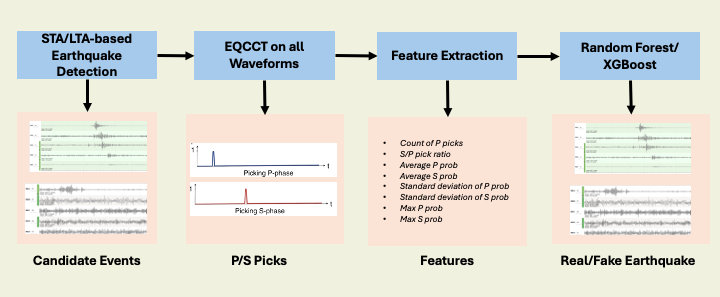 STA/LTA-based
Earthquake
Detection
EQCCT on all
Waveforms
Feature Extraction
Random Forest/
XGBoost
1
t
Picking P-phase
1
t
Picking S-phase
• Count of P picks
• S/P pick ratio
• Average P prob
• Average S prob
• Standard deviation of P prob
• Standard deviation of S prob
• Max P prob
• Max S prob
Candidate Events
P/S Picks
Features
Real/Fake Earthquake